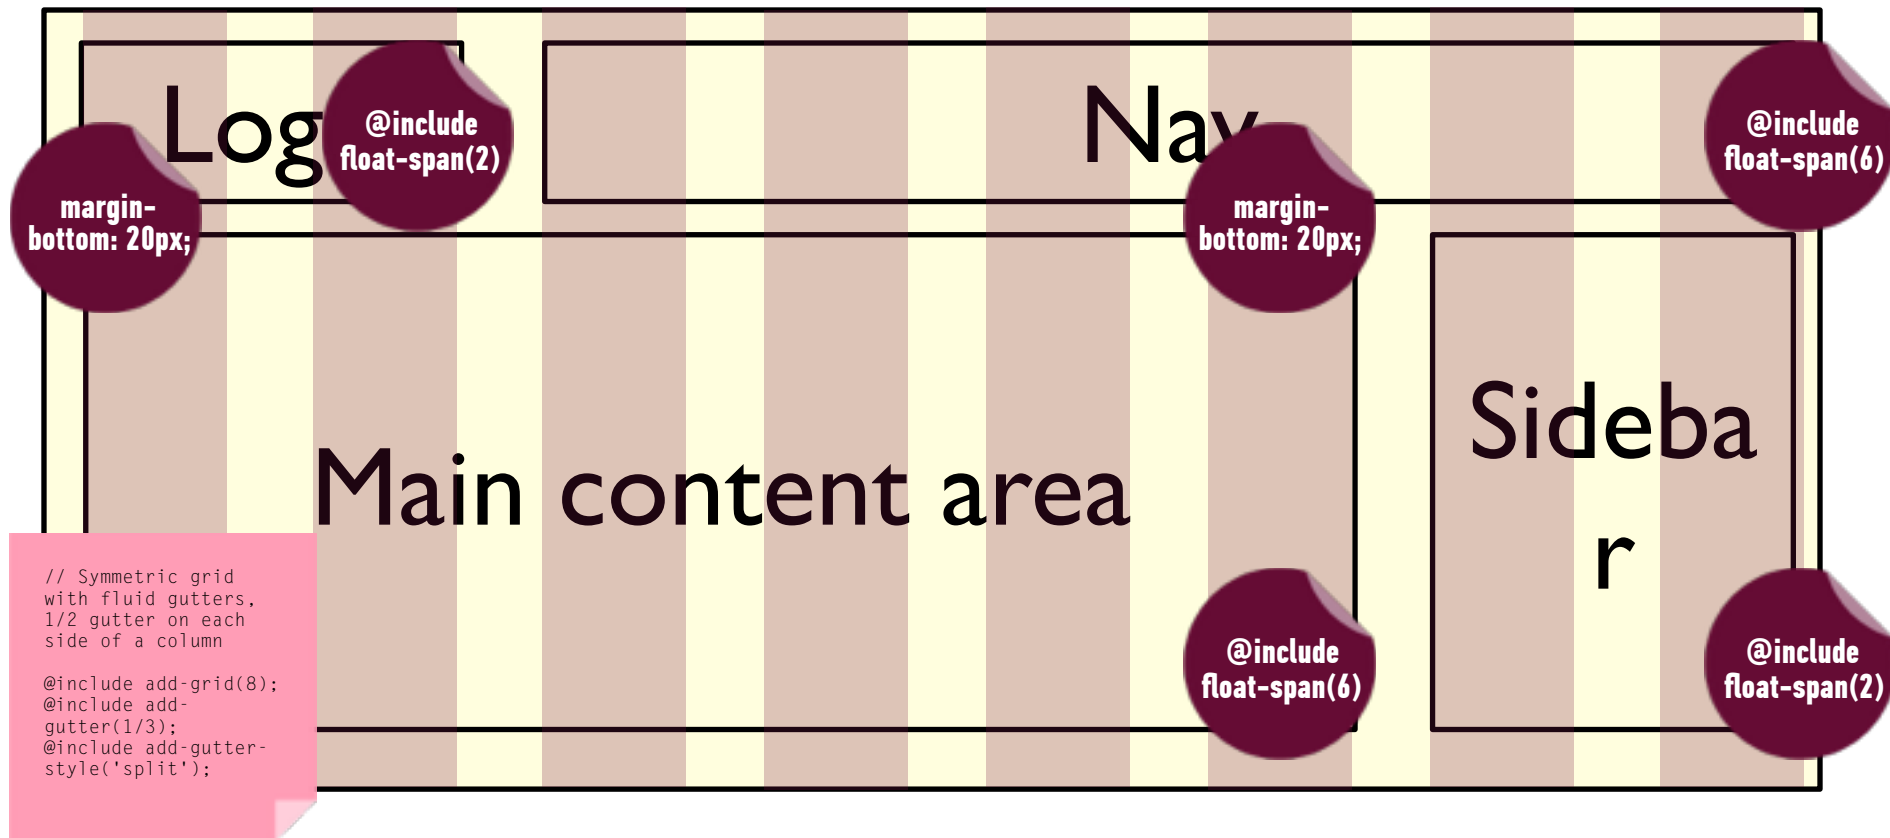 Log
@include
float-span(2)
Nav
@include
float-span(6)
margin-
bottom: 20px;
margin-
bottom: 20px;
Main content area
Sideba
r
@include
float-span(6)
@include
float-span(2)
// Symmetric grid
with fluid gutters,
1/2 gutter on each
side of a column
@include add-grid(8);
@include add-
gutter(1/3);
@include add-gutter-
style('split');